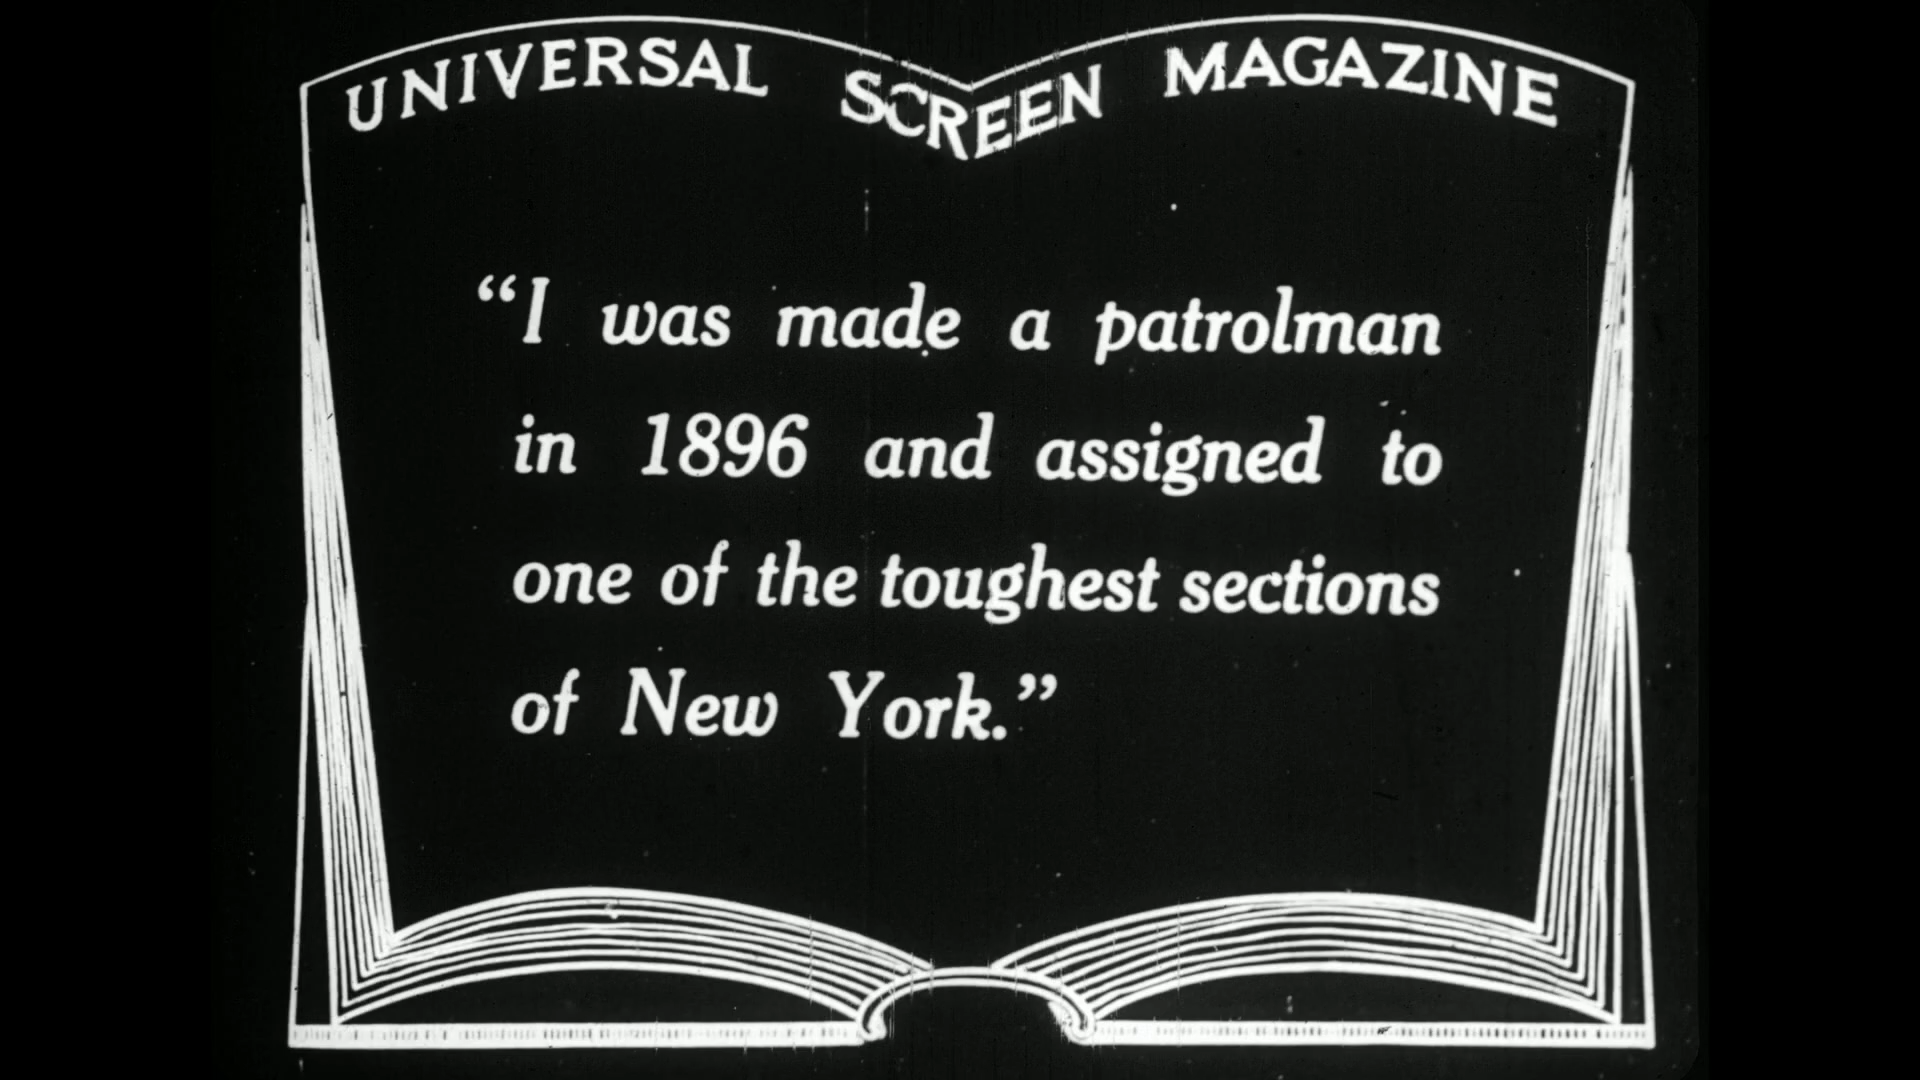 UNIVERSAL SCREEN MAGAZINE
“I was made a patrolman
in 1896 and assigned to
one of the toughest sections
of New York.”